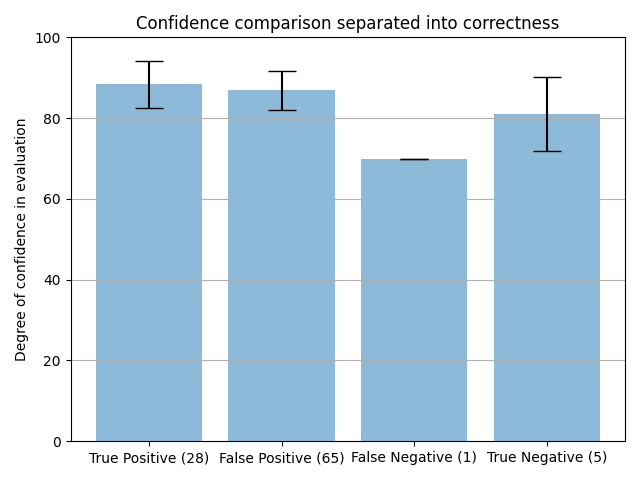 Confidence comparison separated into correctness
Degree of confidence in evaluation
100
80
60
40
20
0
True Positive (28)
False Positive (65)
False Negative (1)
True Negative (5)